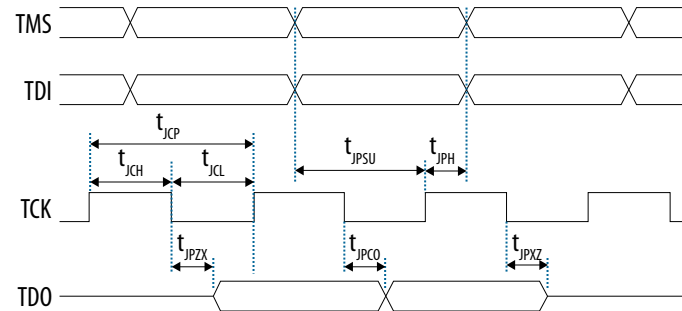 TMS
TDI
tJCP
tJCH tJCL tJPSU tJPH
TCK
tJPZX tJPCO tJPXZ
TDO